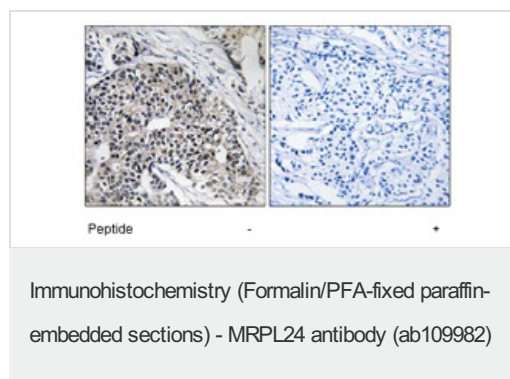 Peptide - +
Immunohistochemistry (Formalin/PFA-fixed paraffin-
embedded sections) - MRPL24 antibody (ab109982)